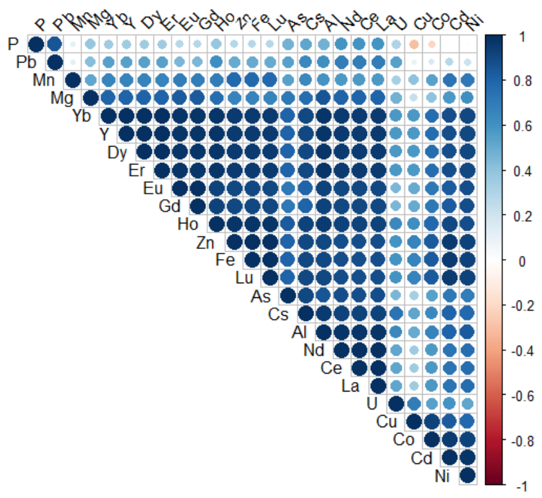 P Pb Mn Mg Yb Y Dy Er Eu Gd Ho Zn Fe Lu As Cs Al Nd Ce La U Cu Co Cd Ni
P
Pb
Mn
Mg
Yb
Y
Dy
Er
Eu
Gd
Ho
Zn
Fe
Lu
As
Cs
Al
Nd
Ce
La
U
Cu
Co
Cd
Ni
1
0.8
0.6
0.4
0.2
0
-0.2
-0.4
-0.6
-0.8
-1